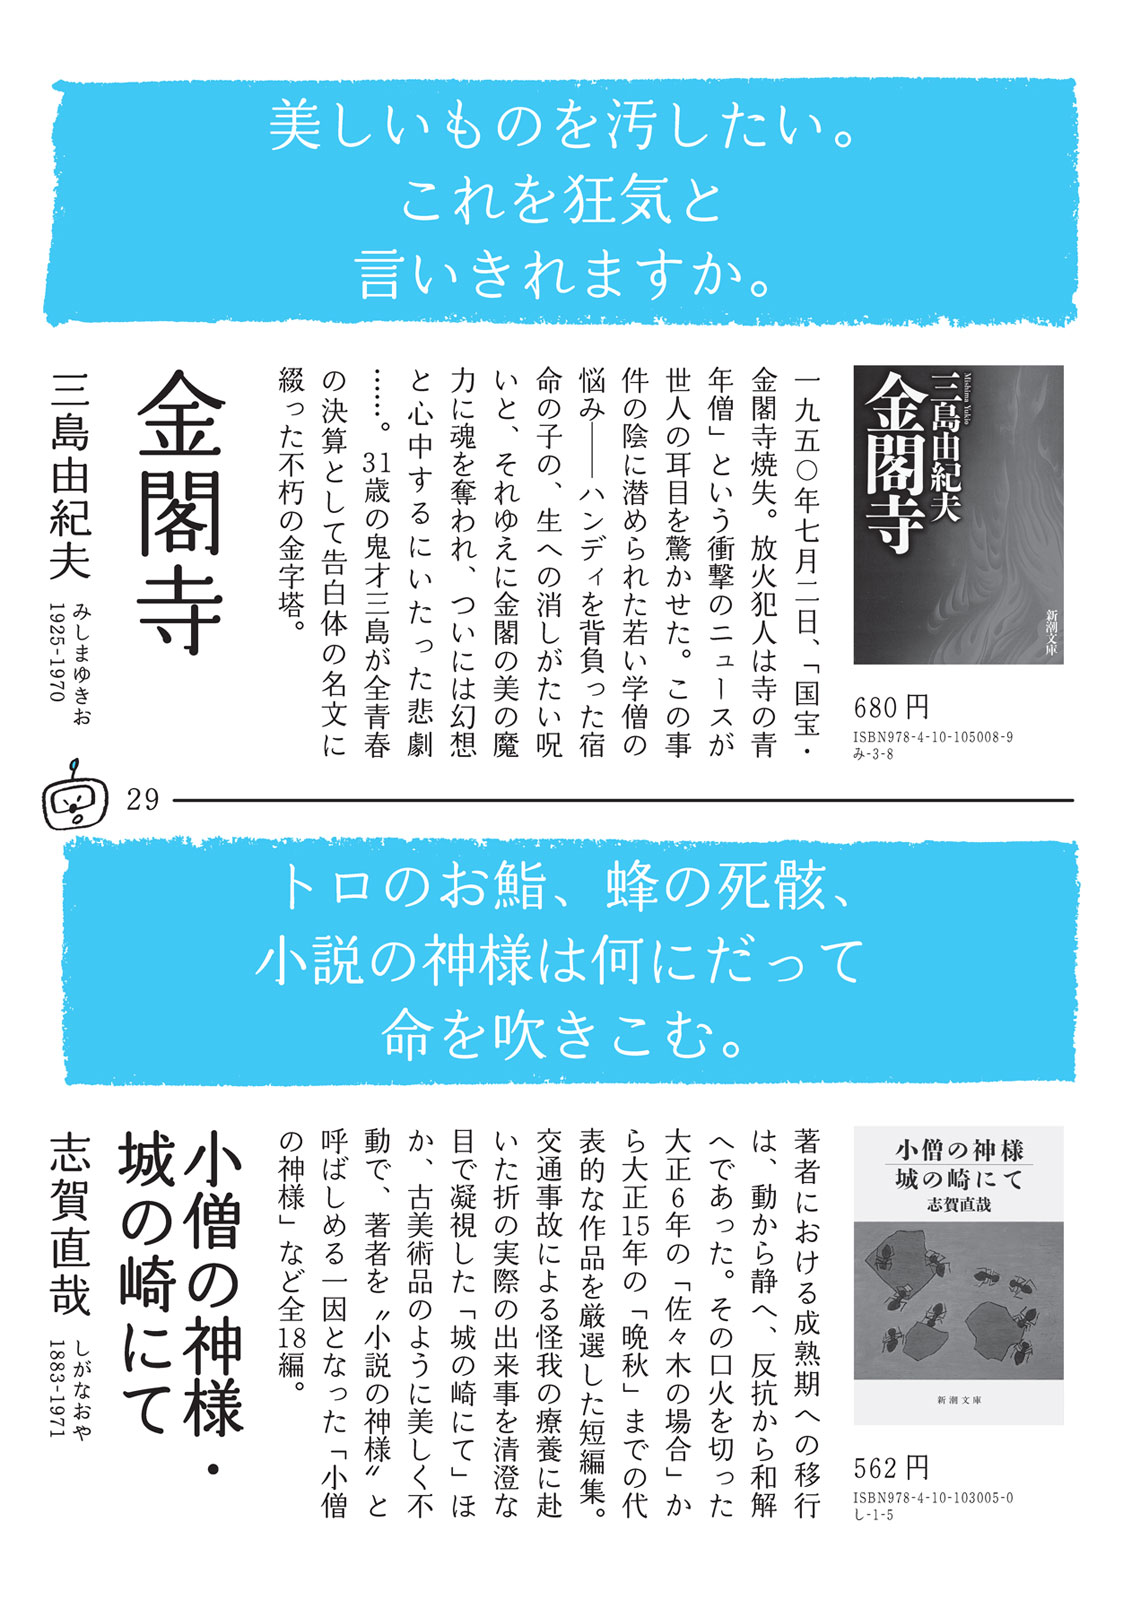 美しいものを汚したい。
これを狂気と
言いきれますか。
三島由紀夫
Mishima Yukio
金閣寺
新潮文庫
680円
ISBN978-4-10-105008-9
み-3-8
一九五〇年七月二日、「国宝・
金閣寺焼失。放火犯人は寺の青
年僧」という衝撃のニュースが
世人の耳目を驚かせた。この事
件の陰に潜められた若い学僧の
悩み――ハンディを背負った宿
命の子の、生への消しがたい呪
いと、それゆえに金閣の美の魔
力に魂を奪われ、ついには幻想
と心中するにいたった悲劇
……。31歳の鬼才三島が全青春
の決算として告白体の名文に
綴った不朽の金字塔。
金閣寺
三島由紀夫
みしまゆきお
1925-1970
29
トロのお鮨、蜂の死骸、
小説の神様は何にだって
命を吹きこむ。
小僧の神様
城の崎にて
志賀直哉
新潮文庫
562円
ISBN978-4-10-103005-0
し-1-5
著者における成熟期への移行
は、動から静へ、反抗から和解
へであった。その口火を切った
大正6年の「佐々木の場合」か
ら大正15年の「晩秋」までの代
表的な作品を厳選した短編集。
交通事故による怪我の療養に赴
いた折の実際の出来事を清澄な
目で凝視した「城の崎にて」ほ
か、古美術品のように美しく不
動で、著者を〝小説の神様〟と
呼ばしめる一因となった「小僧
の神様」など全18編。
小僧の神様・
城の崎にて
志賀直哉
しがなおや
1883-1971